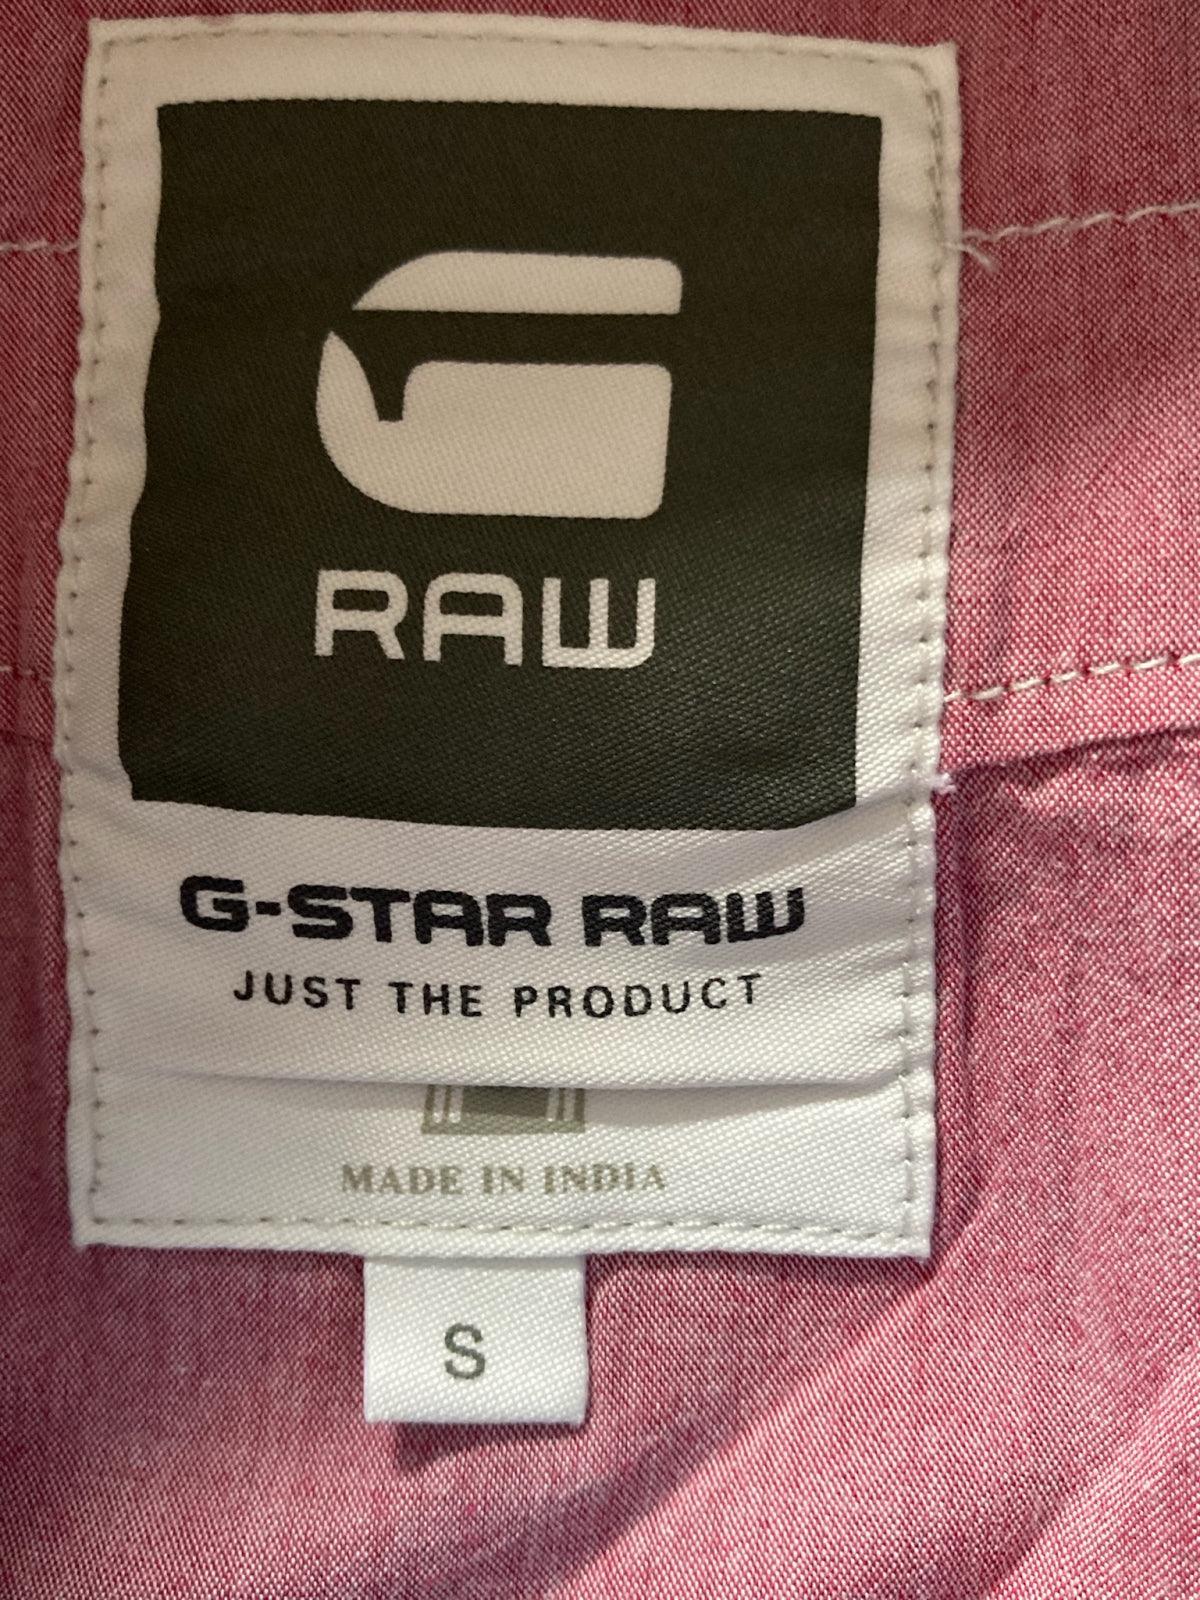 G
RAW
G-STAR RAW
JUST THE PRODUCT
MADE IN INDIA
S